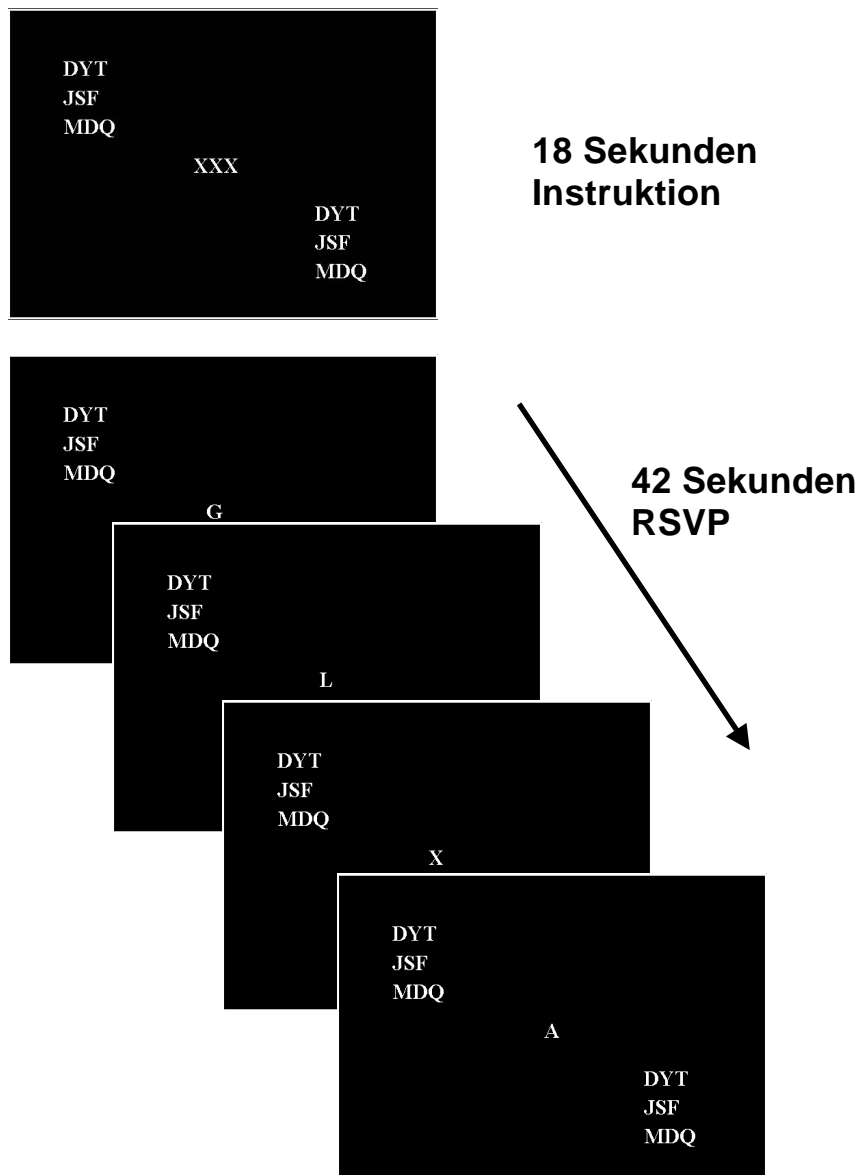 DYT
JSF
MDQ
XXX
DYT
JSF
MDQ
18 Sekunden
Instruktion
DYT
JSF
MDQ
G
42 Sekunden
RSVP
DYT
JSF
MDQ
L
DYT
JSF
MDQ
X
DYT
JSF
MDQ
A
DYT
JSF
MDQ